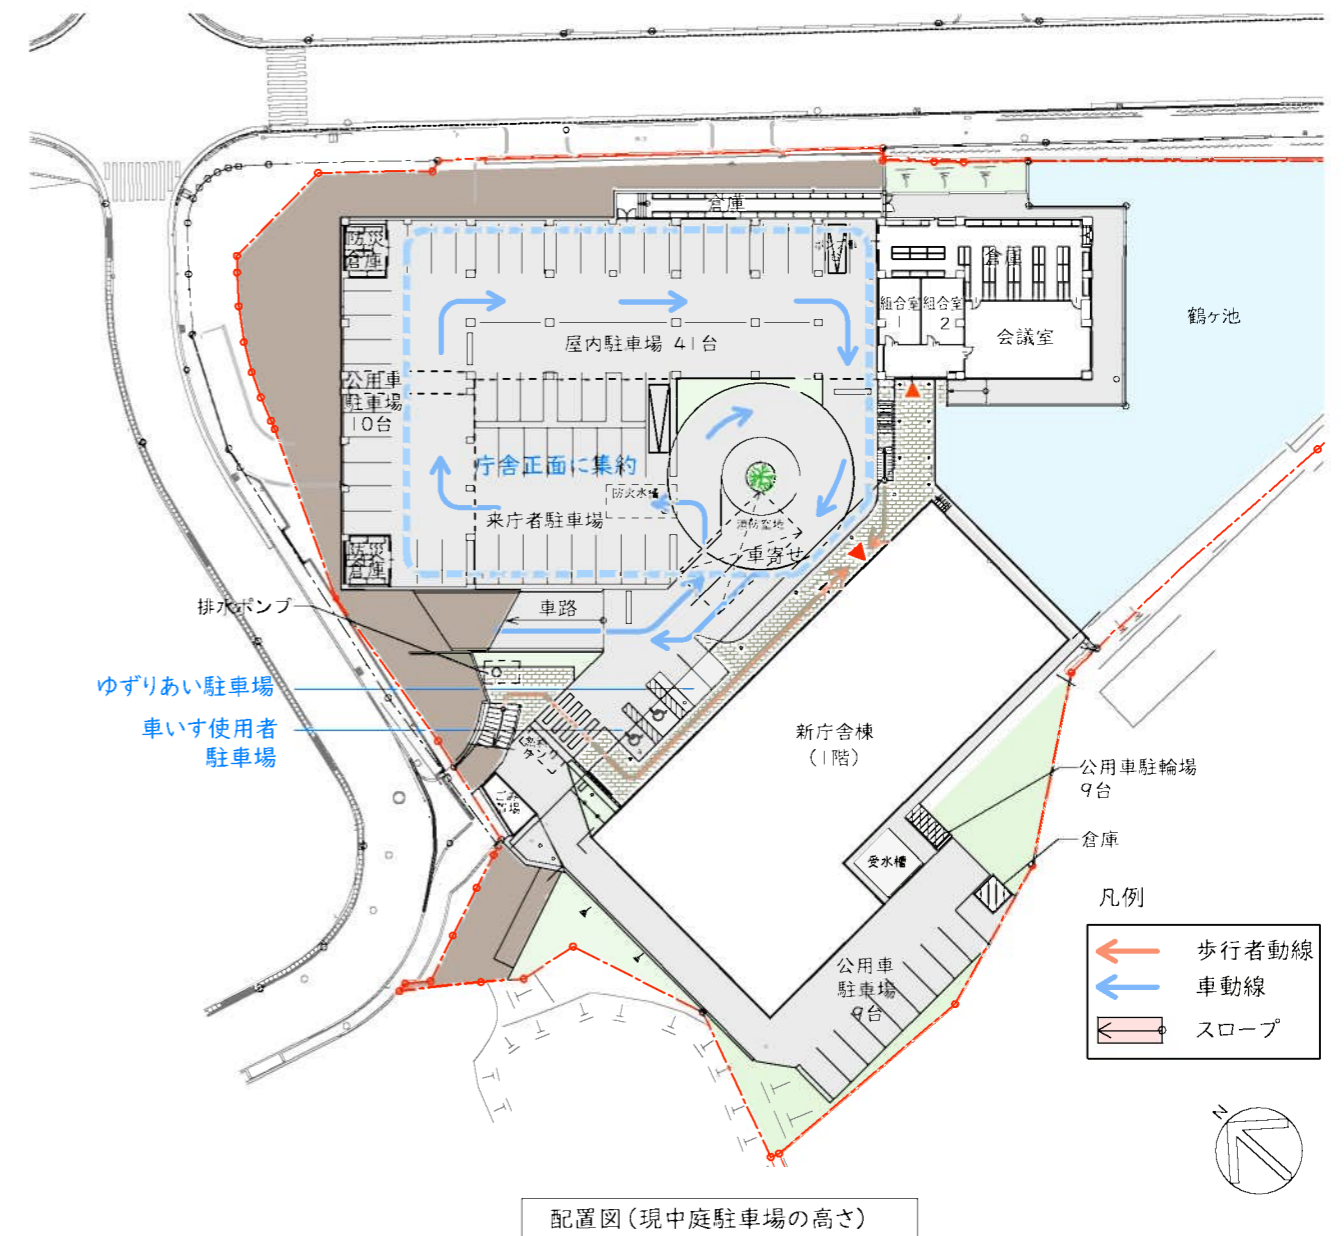 倉庫
防災
倉庫
倉庫
組合室
1
組合室
2
会議室
鶴ヶ池
屋内駐車場 41台
公用車
駐車場
10台
庁舎正面に集約
防火水槽
来庁者駐車場
消防空地
車寄せ
防災
倉庫
排水ポンプ
車路
ゆずりあい駐車場
車いす使用者
駐車場
新庁舎棟
(1階)
公用車駐輪場
9台
倉庫
受水槽
公用車
駐車場
9台
凡例
歩行者動線
車動線
スロープ
N
配置図(現中庭駐車場の高さ)